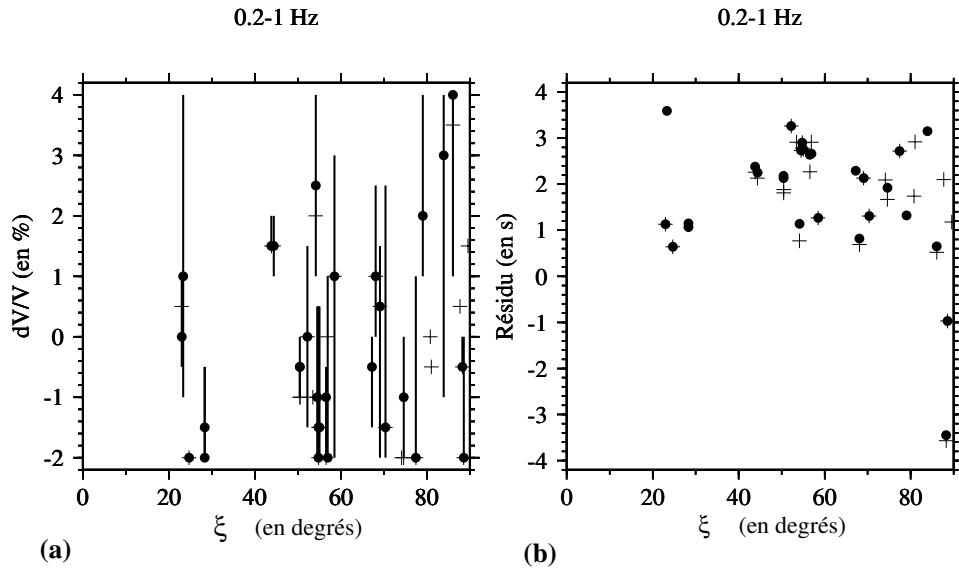 0.2-1 Hz
4
3
2
1
0
-1
-2
dV/V (en %)
0 20 40 60 80
ξ (en degrés)
(a)
0.2-1 Hz
4
3
2
1
0
-1
-2
-3
-4
Résidu (en s)
0 20 40 60 80
ξ (en degrés)
(b)